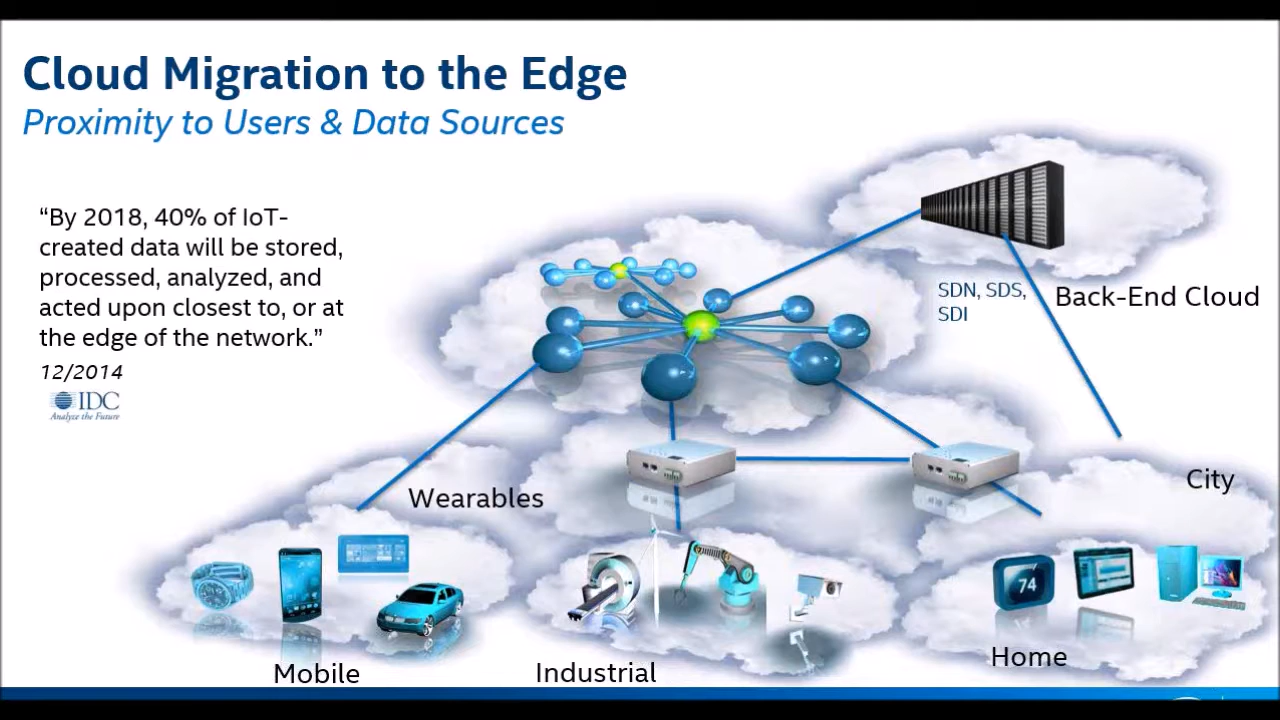 Cloud Migration to the Edge
Proximity to Users & Data Sources
“By 2018, 40% of IoT-
created data will be stored,
processed, analyzed, and
acted upon closest to, or at
the edge of the network.”
12/2014
IDC
Analyze the Future
SDN, SDS,
SDI
Back-End Cloud
City
Wearables
74
Mobile
Industrial
Home